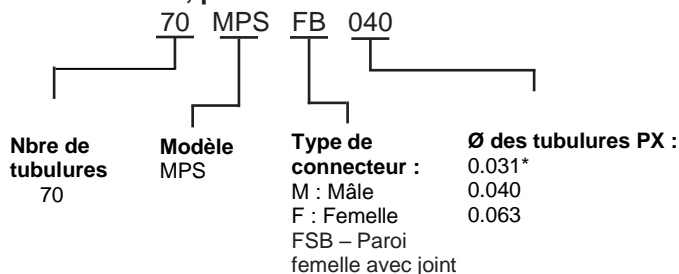 70 MPS FB 040
Nbre de
tubulures
70
Modèle
MPS
Type de
connecteur :
M : Mâle
F : Femelle
FSB – Paroi
femelle avec joint
Ø des tubulures PX :
0.031*
0.040
0.063